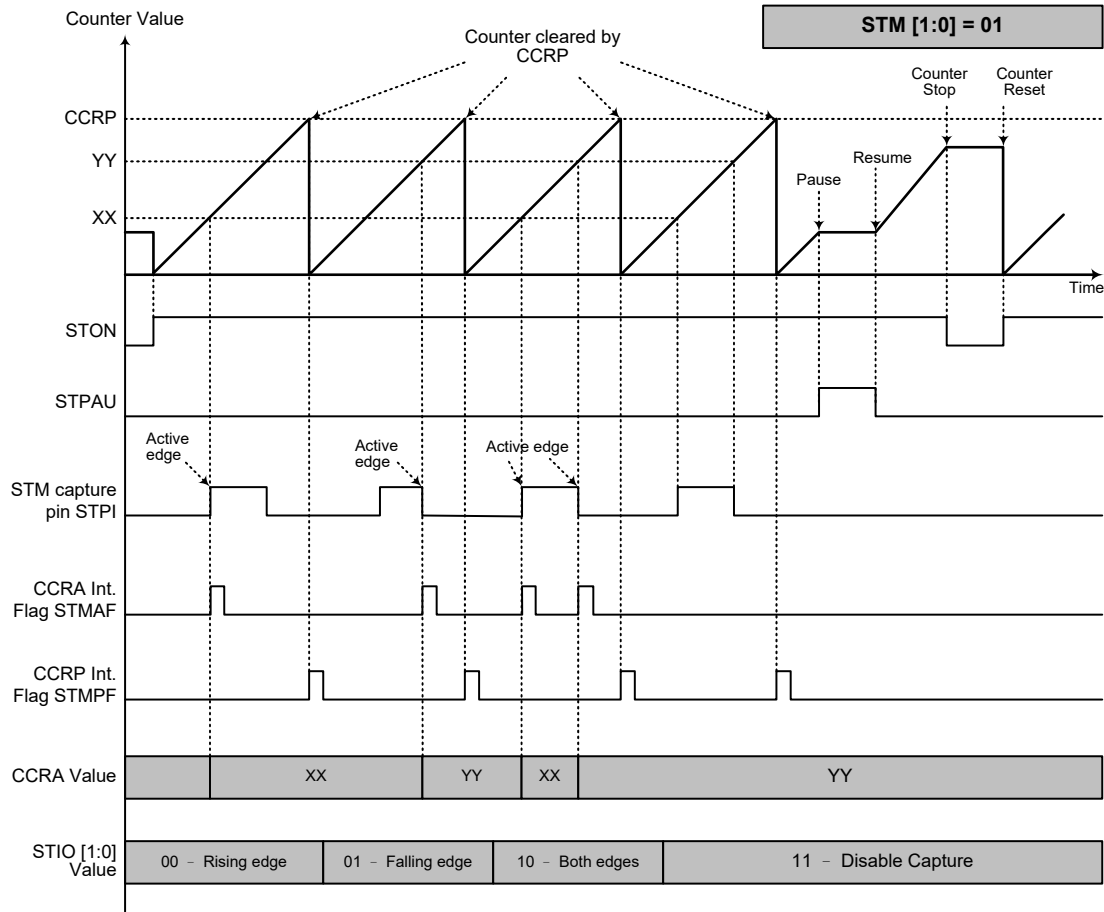 Counter Value
STM [1:0] = 01
Counter cleared by
CCRP
Counter
Stop
Counter
Reset
CCRP
YY
Resume
Pause
XX
Time
STON
STPAU
Active
edge
Active
edge
Active edge
STM capture
pin STPI
CCRA Int.
Flag STMAF
CCRP Int.
Flag STMPF
CCRA Value
XX
YY
XX
YY
STIO [1:0]
Value
00 – Rising edge
01 – Falling edge
10 – Both edges
11 – Disable Capture